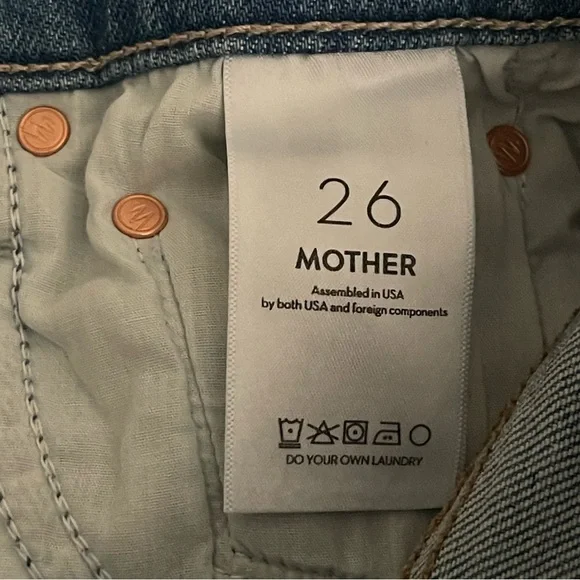 26
MOTHER
Assembled in USA
by both USA and foreign components
DO YOUR OWN LAUNDRY